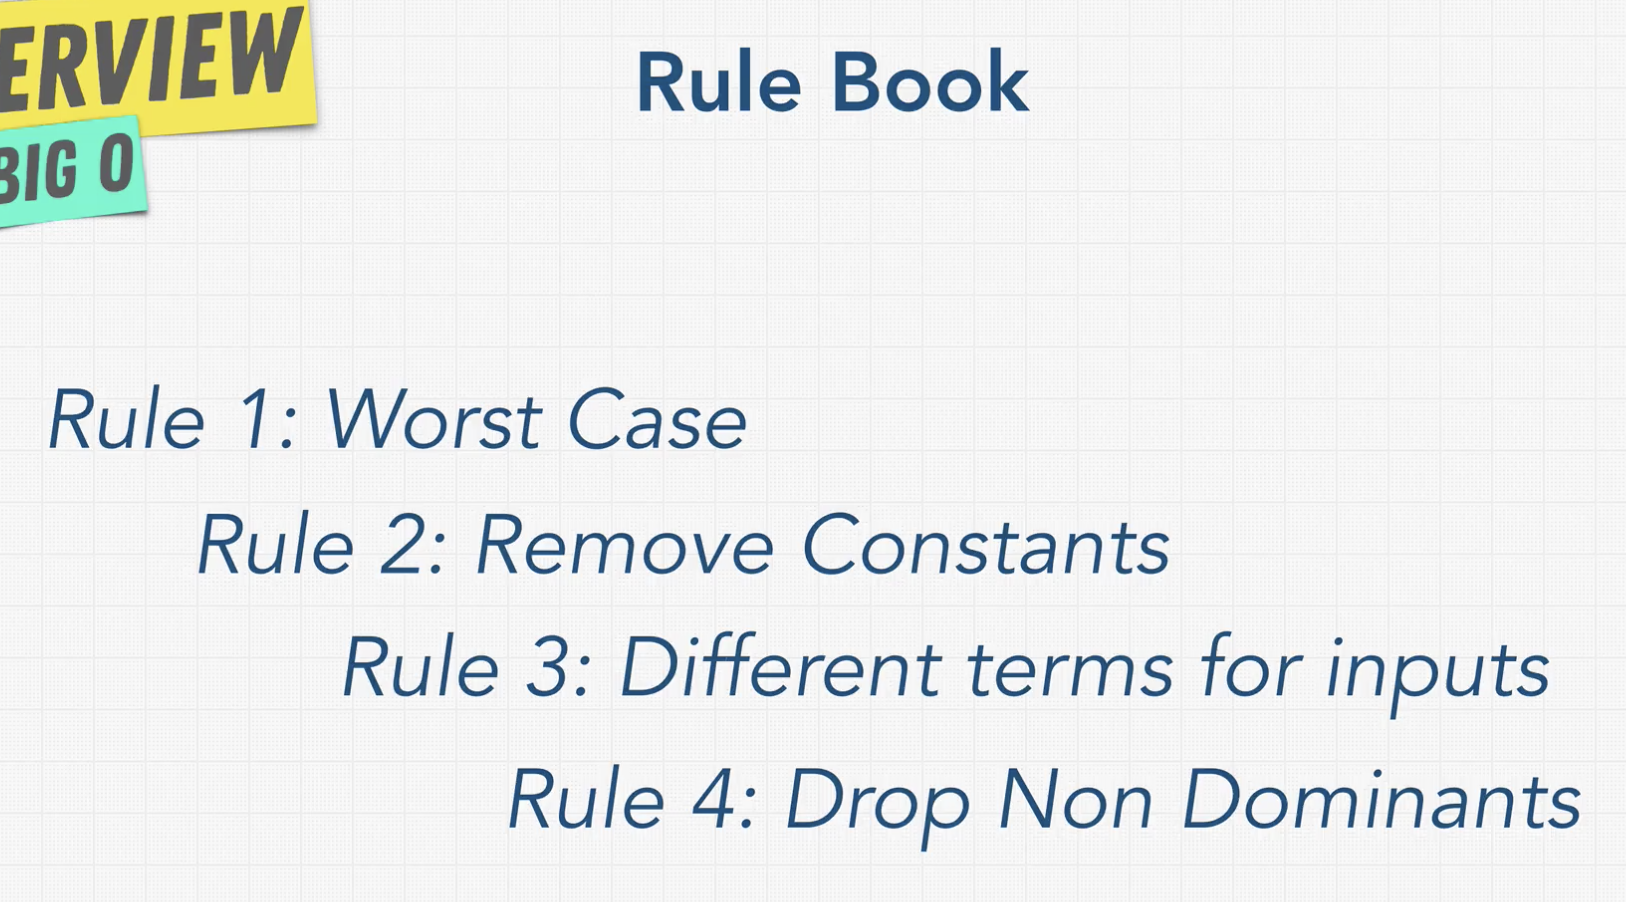 ERVIEW
BIG O
Rule Book
Rule 1: Worst Case
Rule 2: Remove Constants
Rule 3: Different terms for inputs
Rule 4: Drop Non Dominants